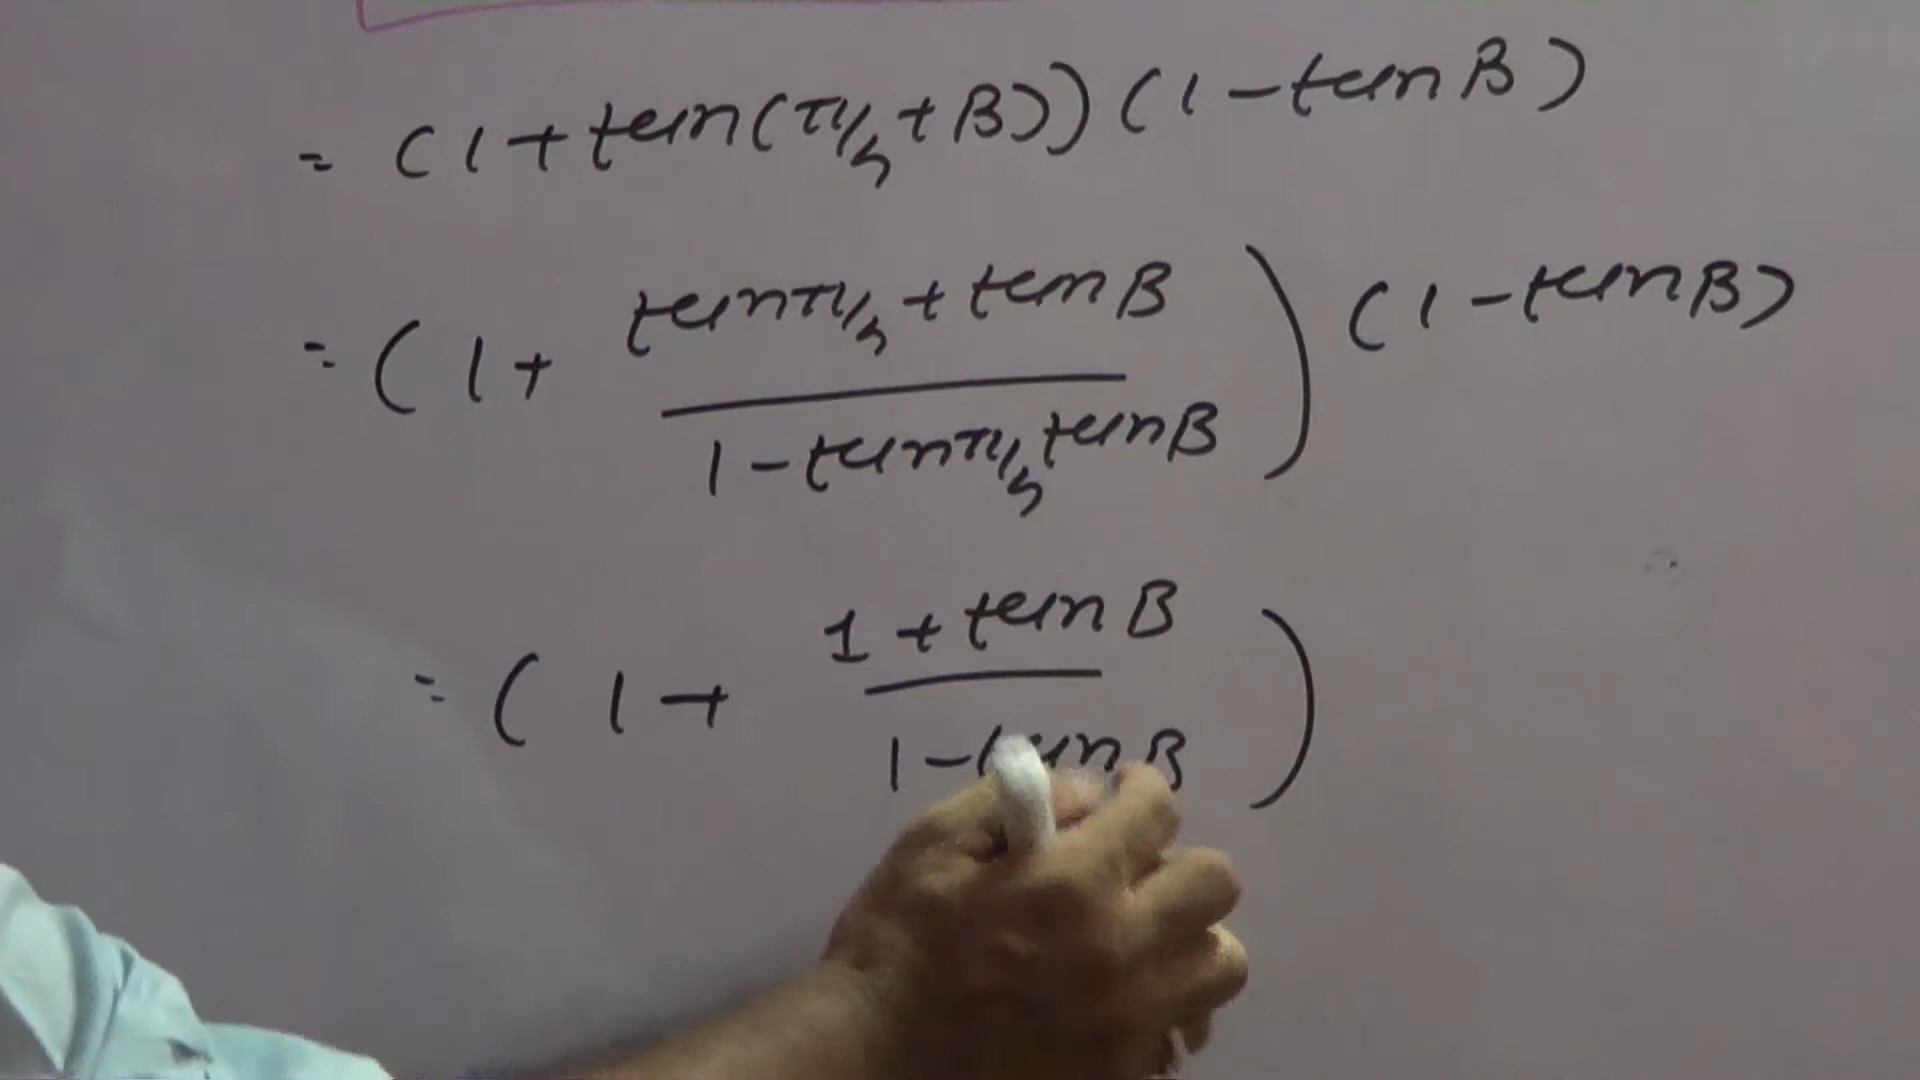 = (1 + tan(π/4 + B)) (1 - tan B)
= (1 + (tan π/4 + tan B) / (1 - tan π/4 tan B)) (1 - tan B)
= (1 + (1 + tan B) / (1 - tan B))